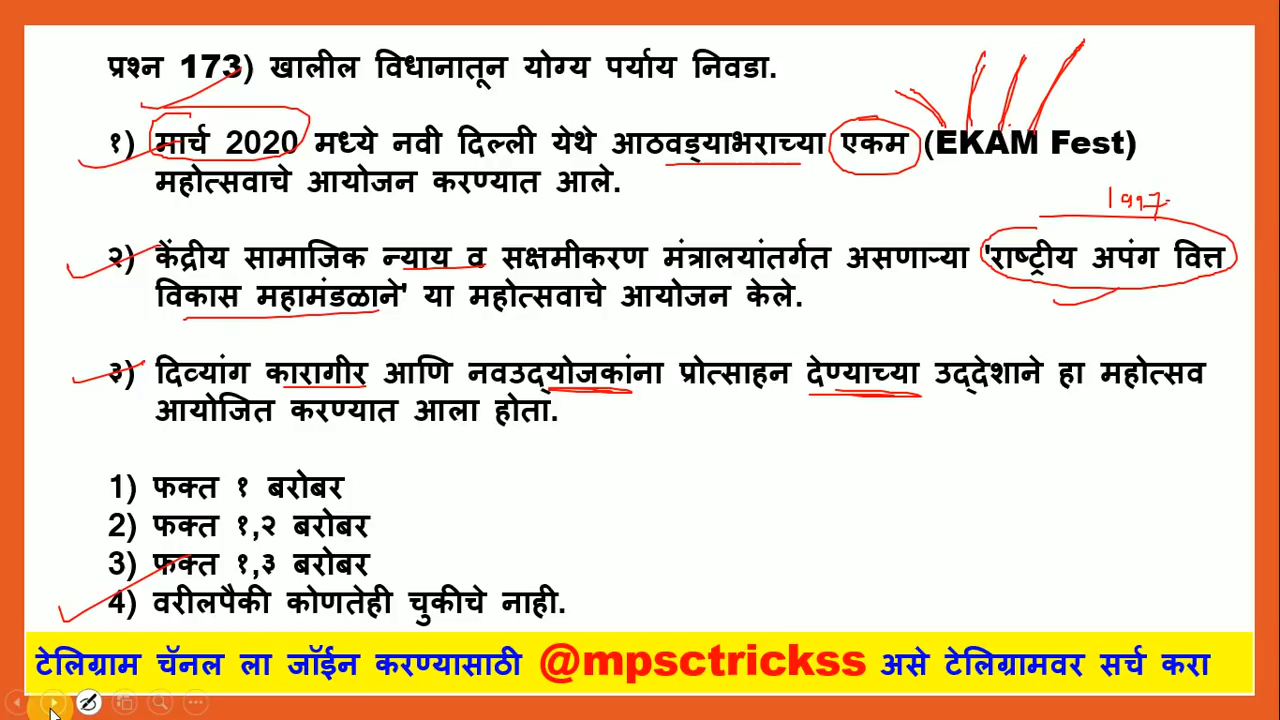 प्रश्न 173) खालील विधानातून योग्य पर्याय निवडा.
१) मार्च 2020 मध्ये नवी दिल्ली येथे आठवड्याभराच्या एकम (EKAM Fest)
महोत्सवाचे आयोजन करण्यात आले.
1997
२) केंद्रीय सामाजिक न्याय व सक्षमीकरण मंत्रालयांतर्गत असणाऱ्या 'राष्ट्रीय अपंग वित्त
विकास महामंडळाने' या महोत्सवाचे आयोजन केले.
३) दिव्यांग कारागीर आणि नवउद्योजकांना प्रोत्साहन देण्याच्या उद्देशाने हा महोत्सव
आयोजित करण्यात आला होता.
1) फक्त १ बरोबर
2) फक्त १,२ बरोबर
3) फक्त १,३ बरोबर
4) वरीलपैकी कोणतेही चुकीचे नाही.
टेलिग्राम चॅनल ला जॉईन करण्यासाठी @mpsctrickss असे टेलिग्रामवर सर्च करा